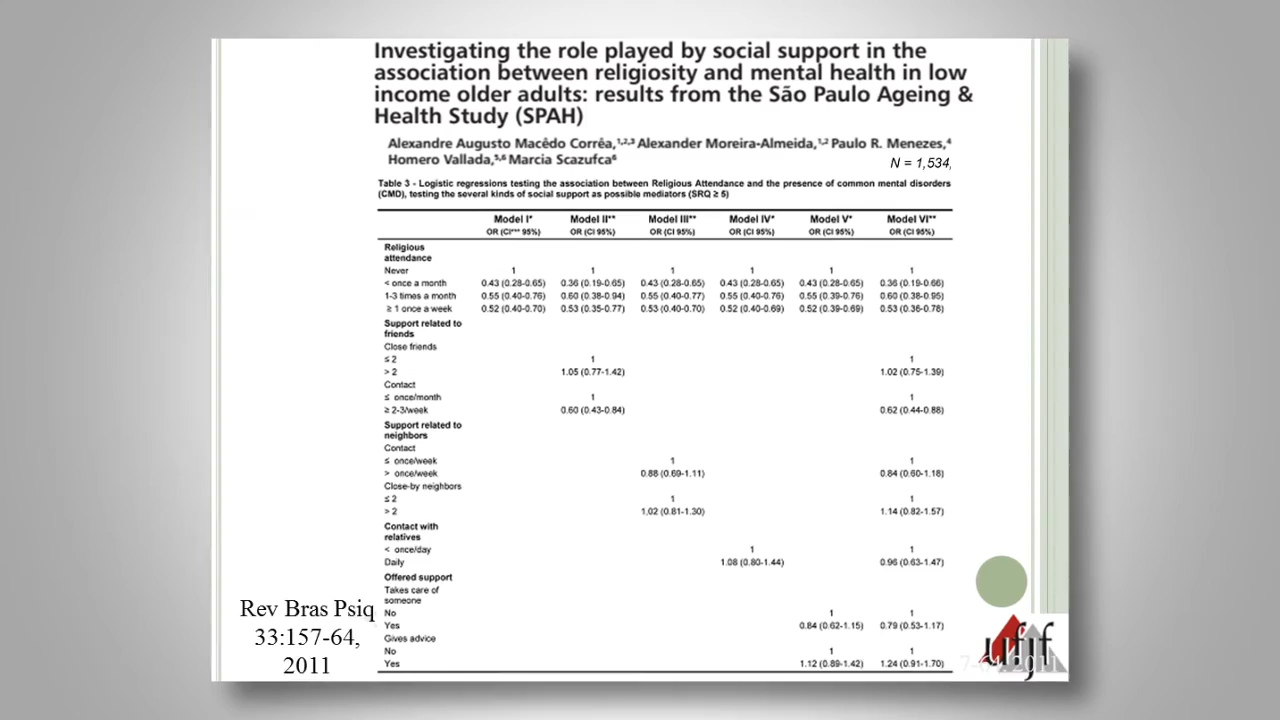 Investigating the role played by social support in the
association between religiosity and mental health in low
income older adults: results from the São Paulo Ageing &
Health Study (SPAH)
Alexandre Augusto Macêdo Corrêa,¹,²,³ Alexander Moreira-Almeida,¹,² Paulo R. Menezes,⁴
Homero Vallada,⁵,⁶ Marcia Scazufca⁶
N = 1,534,
Table 3 - Logistic regressions testing the association between Religious Attendance and the presence of common mental disorders
(CMD), testing the several kinds of social support as possible mediators (SRQ ≥ 5)
Model I* Model II** Model III** Model IV* Model V* Model VI**
OR (CI*** 95%) OR (CI 95%) OR (CI 95%) OR (CI 95%) OR (CI 95%) OR (CI 95%)
Religious
attendance
Never 1 1 1 1 1 1
< once a month 0.43 (0.28-0.65) 0.36 (0.19-0.65) 0.43 (0.28-0.65) 0.43 (0.28-0.65) 0.43 (0.28-0.65) 0.36 (0.19-0.66)
1-3 times a month 0.55 (0.40-0.76) 0.60 (0.38-0.94) 0.55 (0.40-0.77) 0.55 (0.40-0.76) 0.55 (0.39-0.76) 0.60 (0.38-0.95)
≥ 1 once a week 0.52 (0.40-0.70) 0.53 (0.35-0.77) 0.53 (0.40-0.70) 0.52 (0.40-0.69) 0.52 (0.39-0.69) 0.53 (0.36-0.78)
Support related to
friends
Close friends
≤ 2 1 1
> 2 1.05 (0.77-1.42) 1.02 (0.75-1.39)
Contact
≤ once/month 1 1
≥ 2-3/week 0.60 (0.43-0.84) 0.62 (0.44-0.88)
Support related to
neighbors
Contact
≤ once/week 1 1
> once/week 0.88 (0.69-1.11) 0.84 (0.60-1.18)
Close-by neighbors
≤ 2 1 1
> 2 1,02 (0.81-1.30) 1.14 (0.82-1.57)
Contact with
relatives
< once/day 1 1
Daily 1.08 (0.80-1.44) 0.96 (0.63-1.47)
Offered support
Takes care of
someone
No 1 1
Yes 0.84 (0.62-1.15) 0.79 (0.53-1.17)
Gives advice
No 1 1
Yes 1.12 (0.89-1.42) 1.24 (0.91-1.70)
Rev Bras Psiq
33:157-64,
2011
ufjf